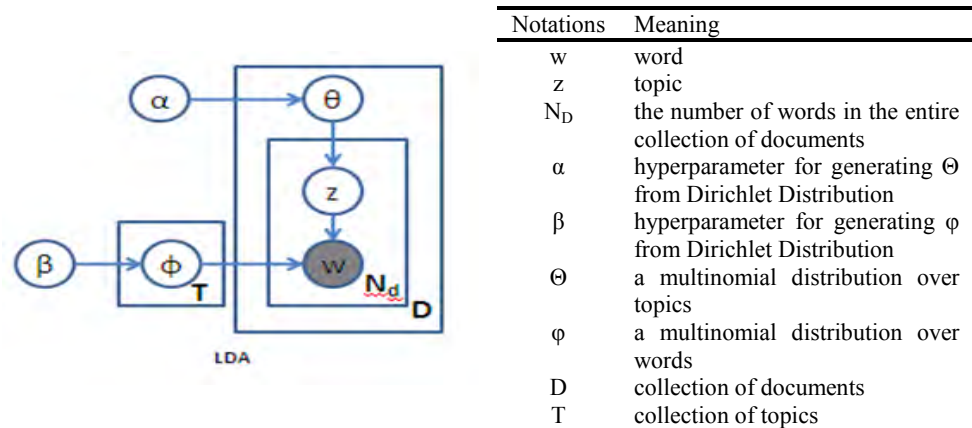 α
θ
z
β
ϕ
T
w
N_d
D
LDA
Notations Meaning
w word
z topic
N_D the number of words in the entire
collection of documents
α hyperparameter for generating Θ
from Dirichlet Distribution
β hyperparameter for generating φ
from Dirichlet Distribution
Θ a multinomial distribution over
topics
φ a multinomial distribution over
words
D collection of documents
T collection of topics